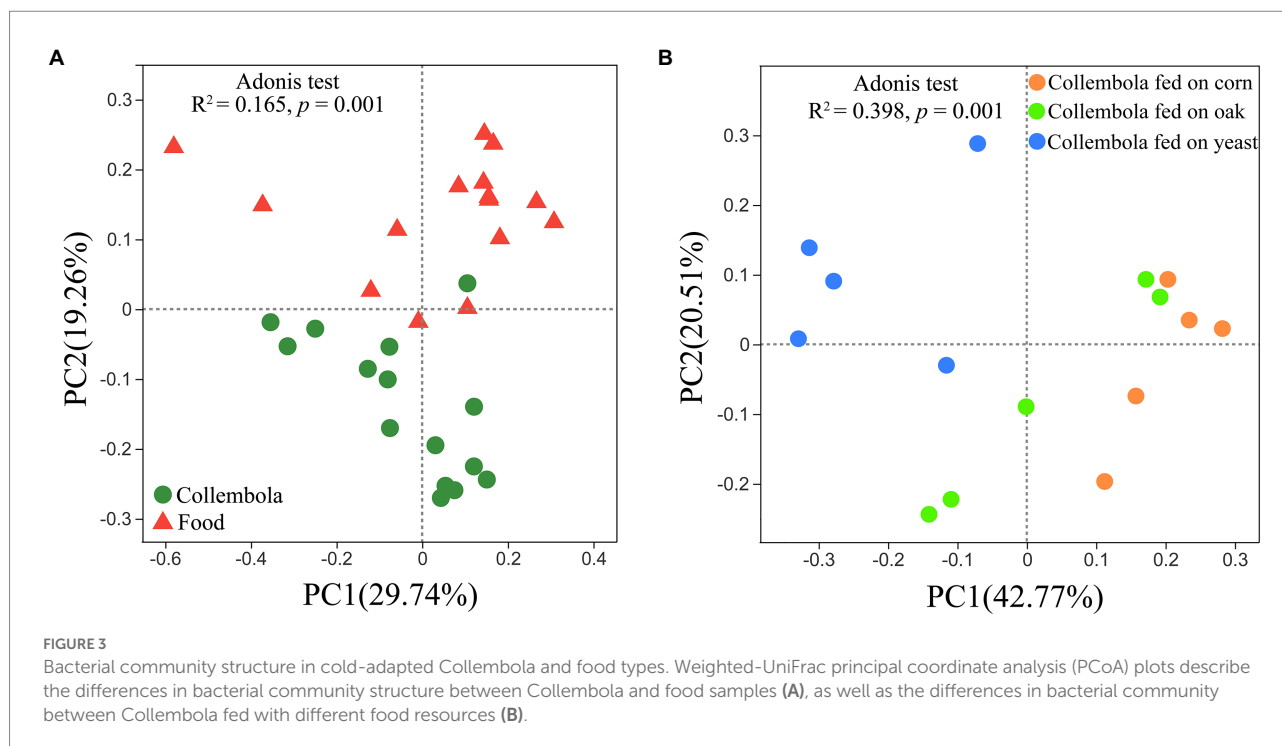 A
Adonis test
R² = 0.165, p = 0.001
0.3
0.2
0.1
0
-0.1
-0.2
-0.3
PC2(19.26%)
Collembola
Food
-0.6
-0.4
-0.2
0
0.2
0.4
PC1(29.74%)
B
Adonis test
R² = 0.398, p = 0.001
Collembola fed on corn
Collembola fed on oak
Collembola fed on yeast
0.3
0.2
0.1
0
-0.1
-0.2
PC2(20.51%)
-0.3
-0.2
-0.1
0
0.1
0.2
0.3
PC1(42.77%)
FIGURE 3
Bacterial community structure in cold-adapted Collembola and food types. Weighted-UniFrac principal coordinate analysis (PCoA) plots describe
the differences in bacterial community structure between Collembola and food samples (A), as well as the differences in bacterial community
between Collembola fed with different food resources (B).